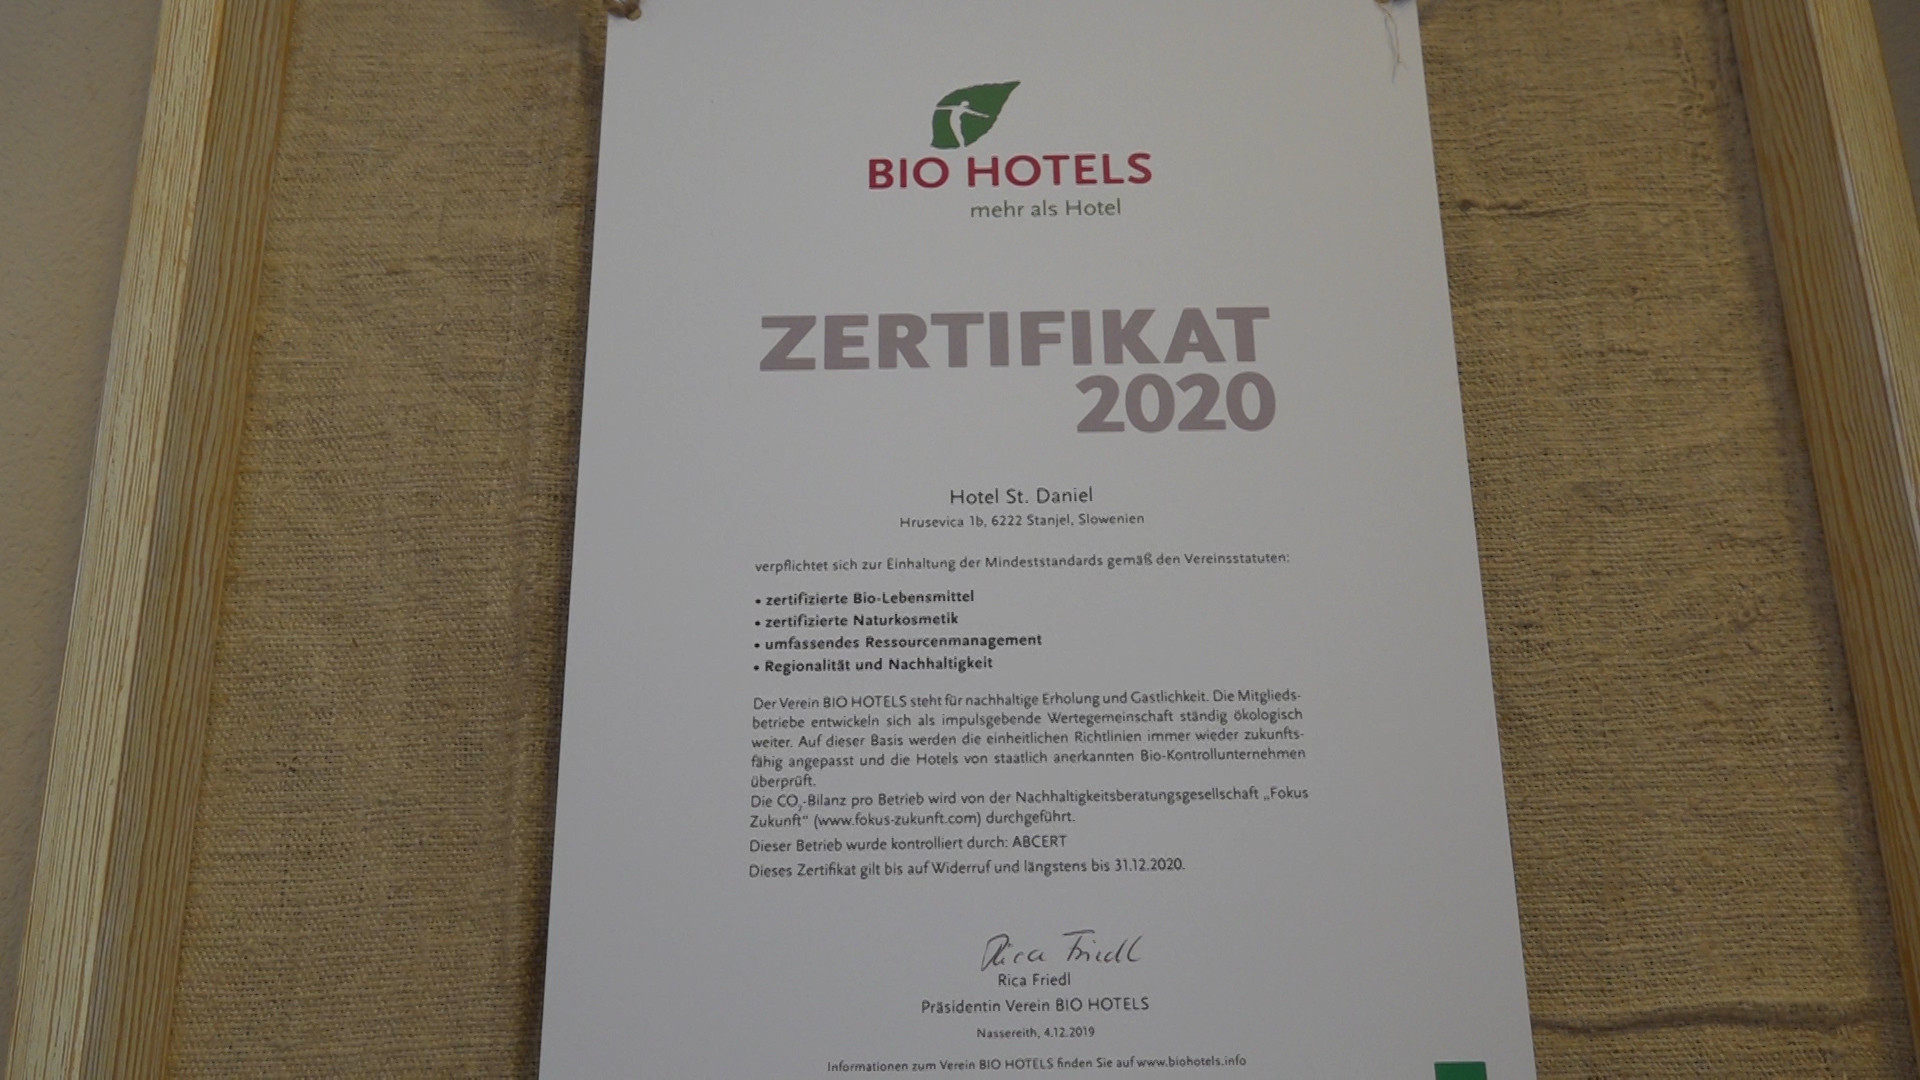 BIO HOTELS
mehr als Hotel
ZERTIFIKAT
2020
Hotel St. Daniel
Hrusevica 1b, 6222 Stanjel, Slowenien
verpflichtet sich zur Einhaltung der Mindeststandards gemäß den Vereinsstatuten:
• zertifizierte Bio-Lebensmittel
• zertifizierte Naturkosmetik
• umfassendes Ressourcenmanagement
• Regionalität und Nachhaltigkeit
Der Verein BIO HOTELS steht für nachhaltige Erholung und Gastlichkeit. Die Mitglieds-
betriebe entwickeln sich als impulsgebende Wertegemeinschaft ständig ökologisch
weiter. Auf dieser Basis werden die einheitlichen Richtlinien immer wieder zukunfts-
fähig angepasst und die Hotels von staatlich anerkannten Bio-Kontrollunternehmen
überprüft.
Die CO₂-Bilanz pro Betrieb wird von der Nachhaltigkeitsberatungsgesellschaft „Fokus
Zukunft“ (www.fokus-zukunft.com) durchgeführt.
Dieser Betrieb wurde kontrolliert durch: ABCERT
Dieses Zertifikat gilt bis auf Widerruf und längstens bis 31.12.2020.
Rica Friedl
Rica Friedl
Präsidentin Verein BIO HOTELS
Nassereith, 4.12.2019
Informationen zum Verein BIO HOTELS finden Sie auf www.biohotels.info